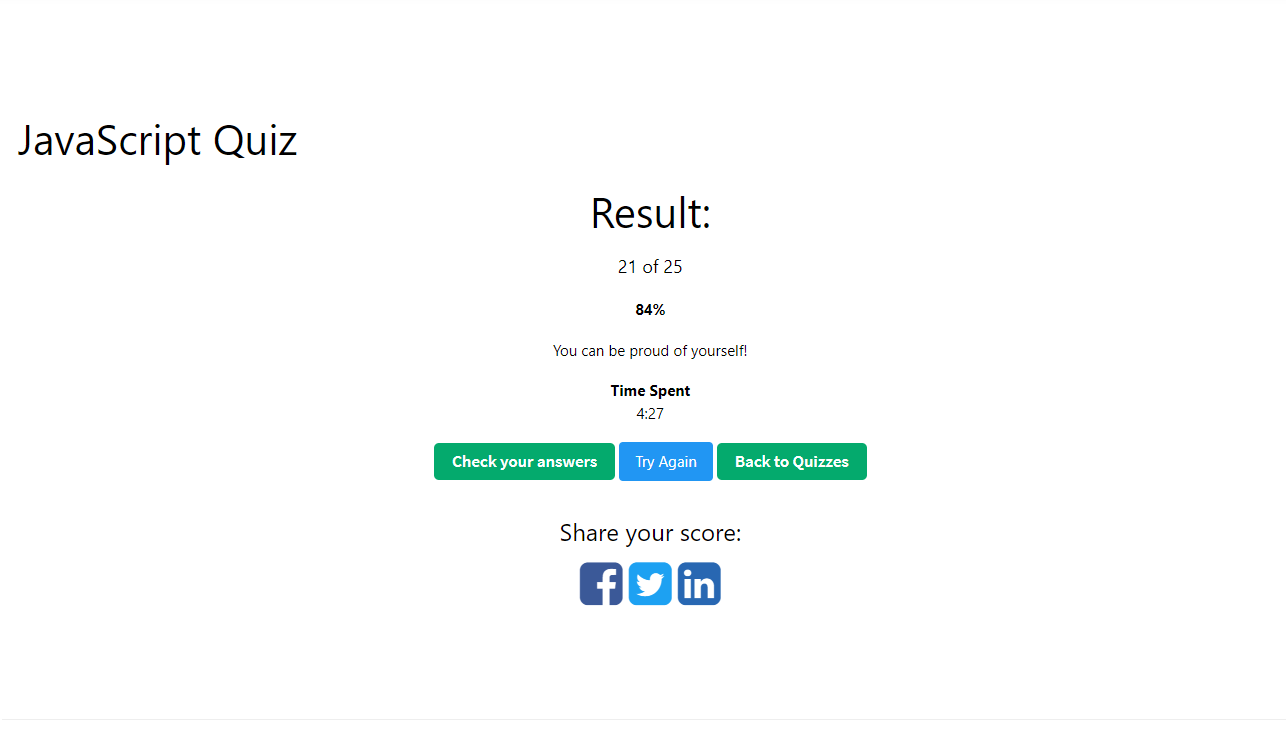 JavaScript Quiz
Result:
21 of 25
84%
You can be proud of yourself!
Time Spent
4:27
Check your answers Try Again Back to Quizzes
Share your score:
f in